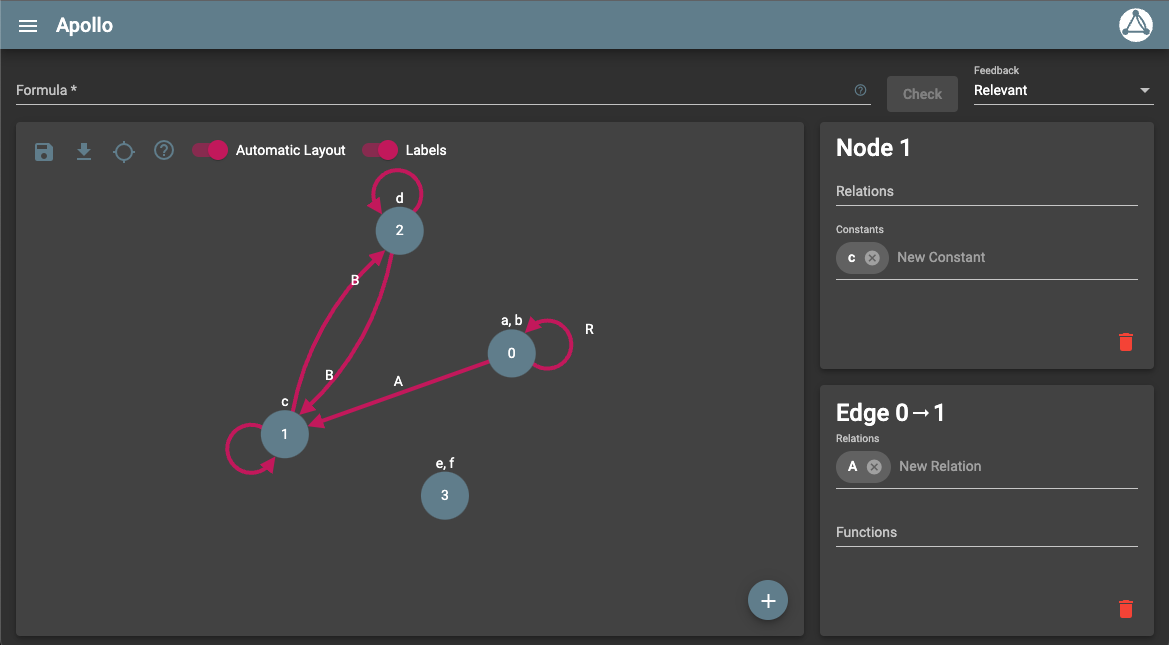 Apollo
Feedback
Formula *
Check
Relevant
Automatic Layout
Labels
d
2
B
a, b
R
0
B
A
c
1
e, f
3
Node 1
Relations
Constants
c New Constant
Edge 0→1
Relations
A New Relation
Functions